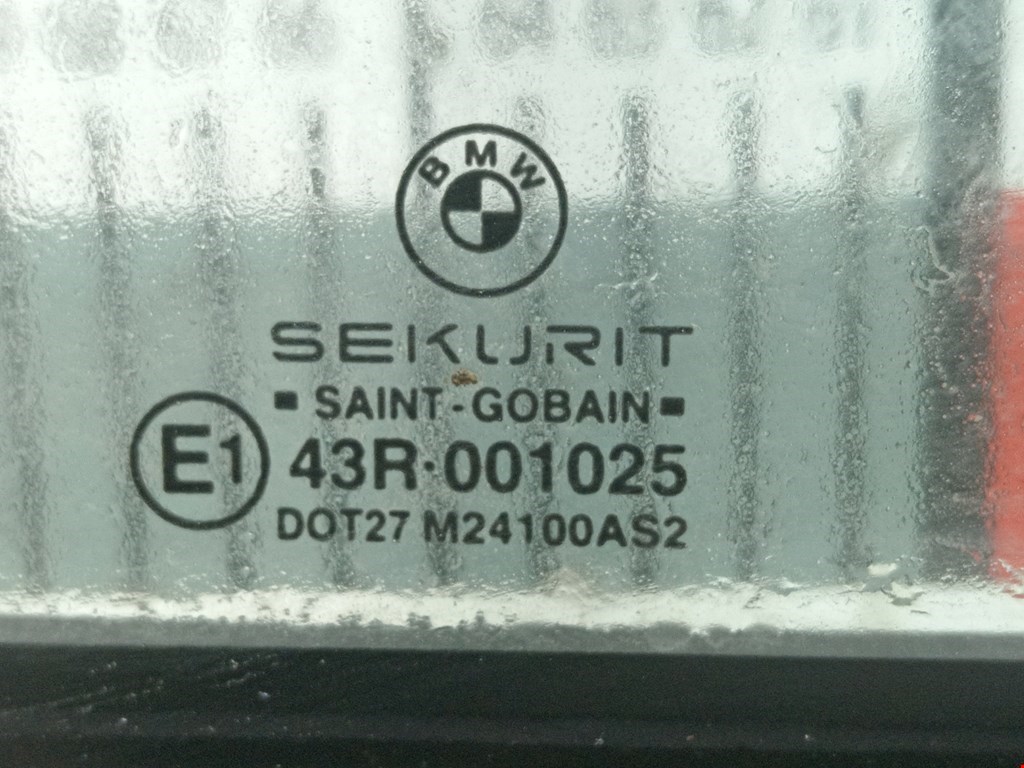 BMW
SEKURIT
SAINT-GOBAIN
E1
43R·001025
DOT27 M24100AS2